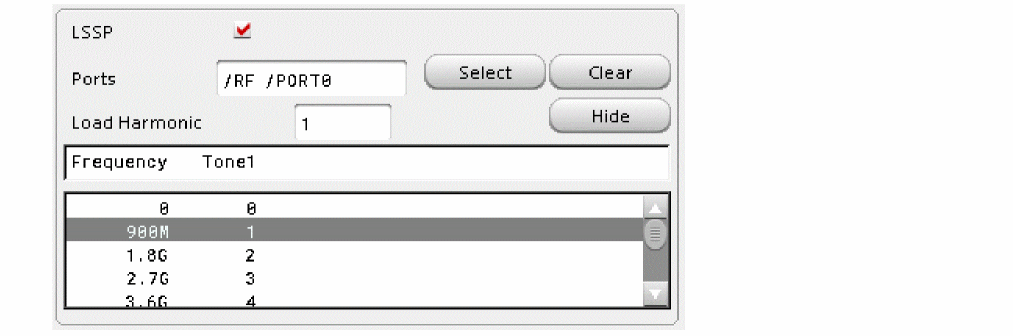 LSSP
Ports /RF /PORT0 Select Clear
Load Harmonic 1 Hide
Frequency Tone1
0 0
900M 1
1.8G 2
2.7G 3
3.6G 4